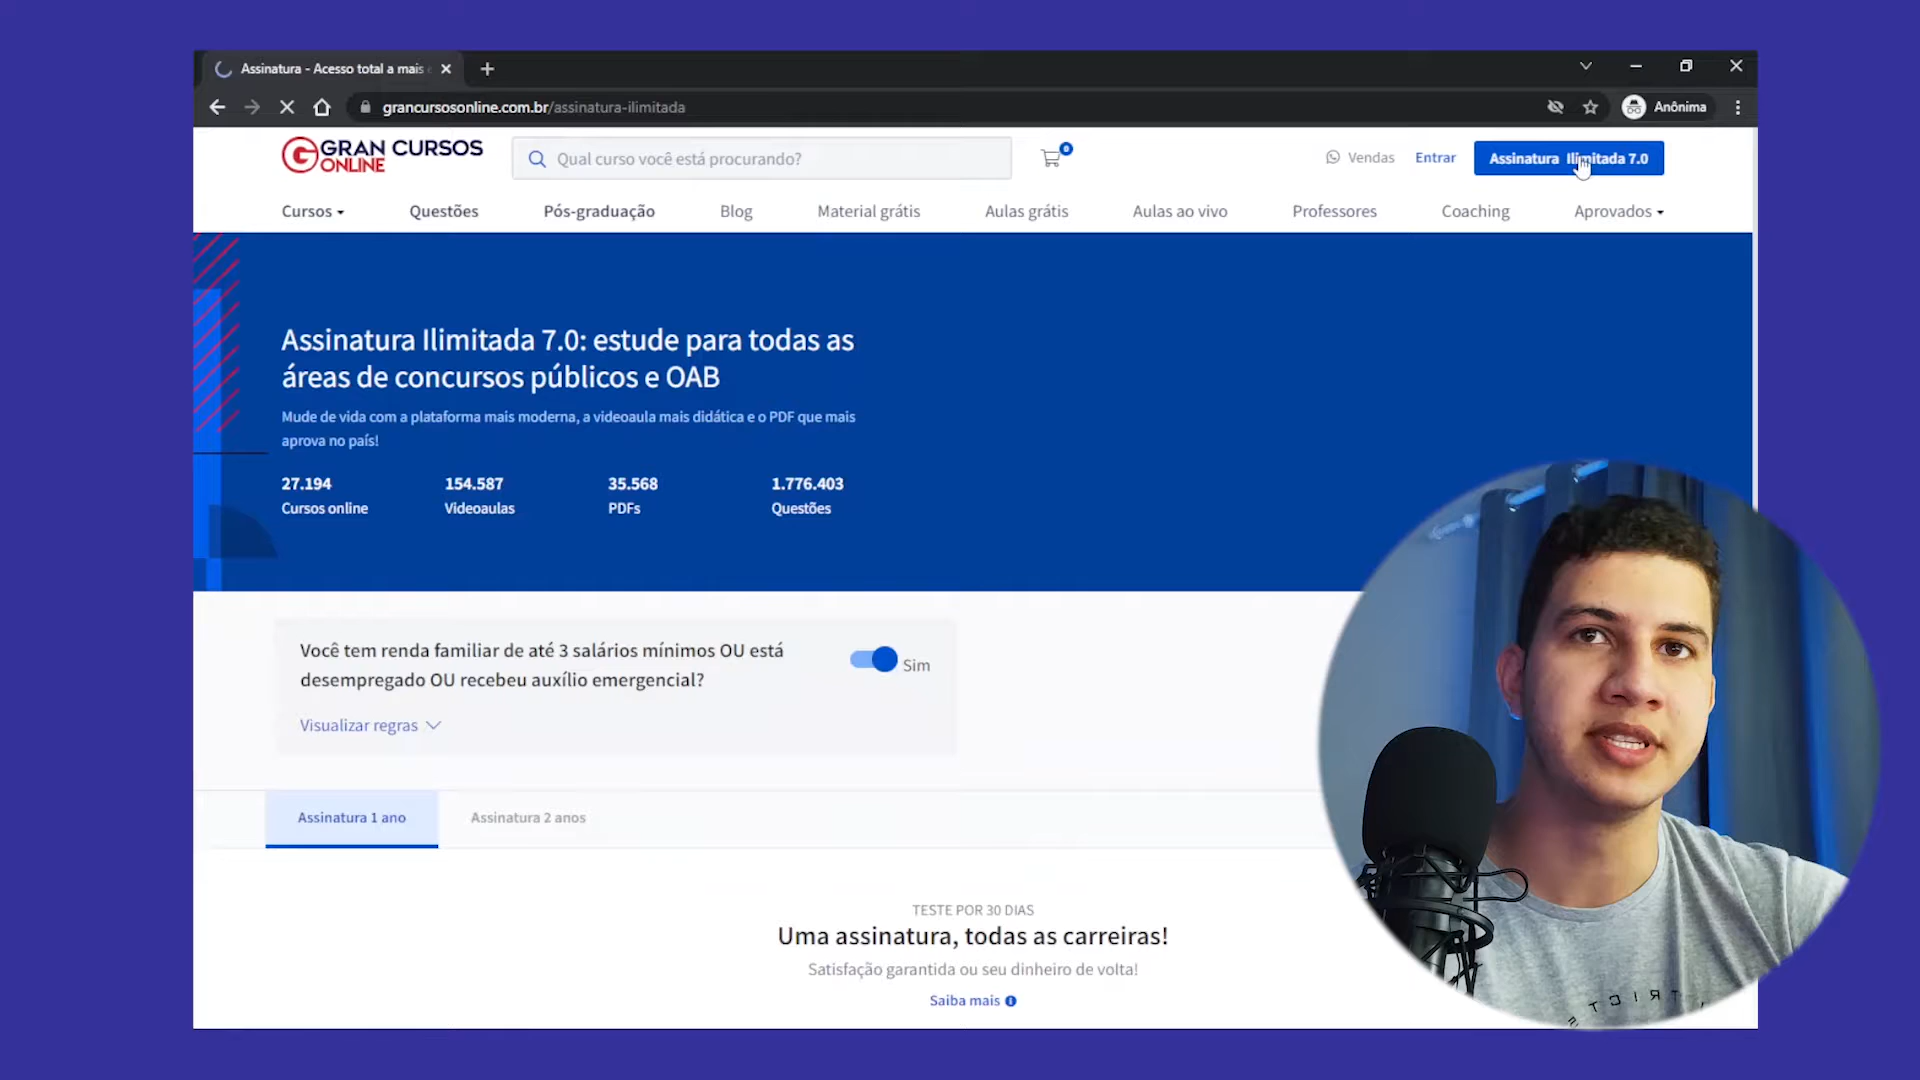 Assinatura - Acesso total a mais
grancursosonline.com.br/assinatura-ilimitada
Anônima
GRAN CURSOS
ONLINE
Qual curso você está procurando?
0
Vendas
Entrar
Assinatura Ilimitada 7.0
Cursos
Questões
Pós-graduação
Blog
Material grátis
Aulas grátis
Aulas ao vivo
Professores
Coaching
Aprovados
Assinatura Ilimitada 7.0: estude para todas as
áreas de concursos públicos e OAB
Mude de vida com a plataforma mais moderna, a videoaula mais didática e o PDF que mais
aprova no país!
27.194
Cursos online
154.587
Videoaulas
35.568
PDFs
1.776.403
Questões
Você tem renda familiar de até 3 salários mínimos OU está
desempregado OU recebeu auxílio emergencial?
Sim
Visualizar regras
Assinatura 1 ano
Assinatura 2 anos
TESTE POR 30 DIAS
Uma assinatura, todas as carreiras!
Satisfação garantida ou seu dinheiro de volta!
Saiba mais